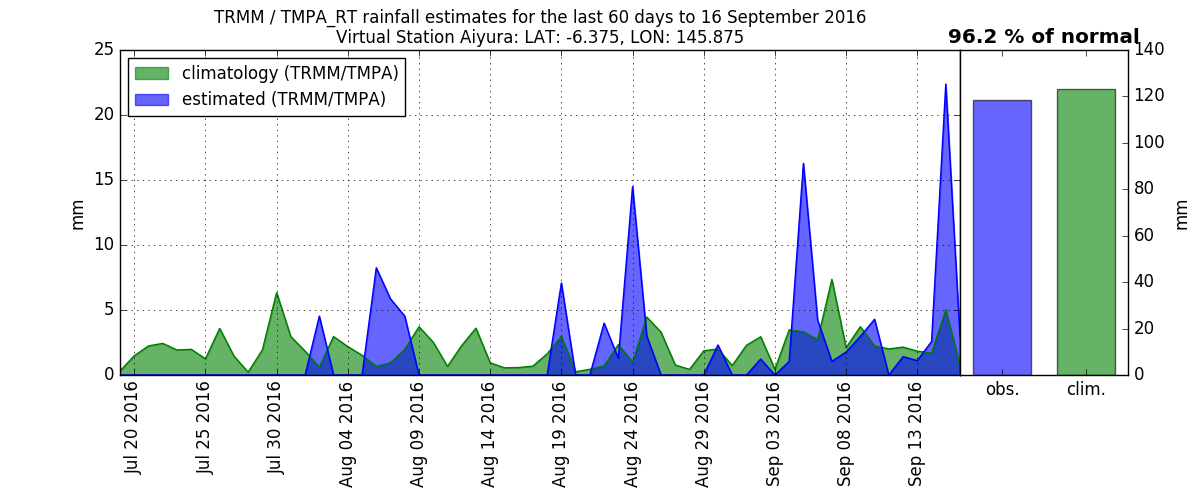 TRMM / TMPA_RT rainfall estimates for the last 60 days to 16 September 2016
Virtual Station Aiyura: LAT: -6.375, LON: 145.875
96.2 % of normal
climatology (TRMM/TMPA)
estimated (TRMM/TMPA)
25
20
15
10
5
0
mm
Jul 20 2016
Jul 25 2016
Jul 30 2016
Aug 04 2016
Aug 09 2016
Aug 14 2016
Aug 19 2016
Aug 24 2016
Aug 29 2016
Sep 03 2016
Sep 08 2016
Sep 13 2016
obs.
clim.
140
120
100
80
60
40
20
0
mm